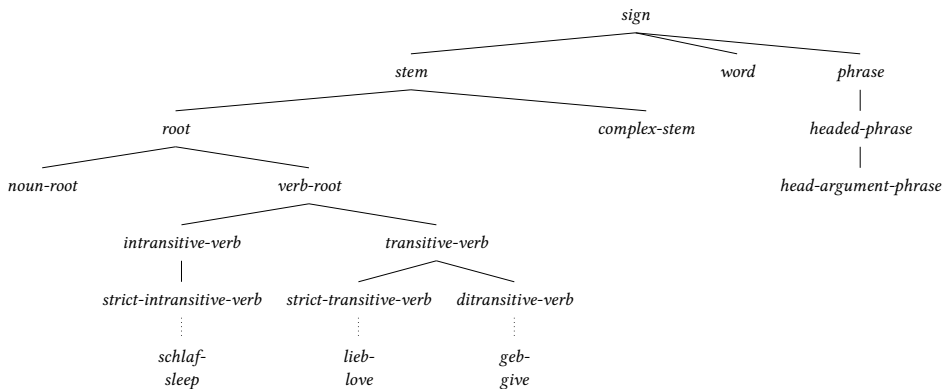 sign
stem word phrase
root complex-stem headed-phrase
noun-root verb-root head-argument-phrase
intransitive-verb transitive-verb
strict-intransitive-verb strict-transitive-verb ditransitive-verb
schlaf- lieb- geb-
sleep love give